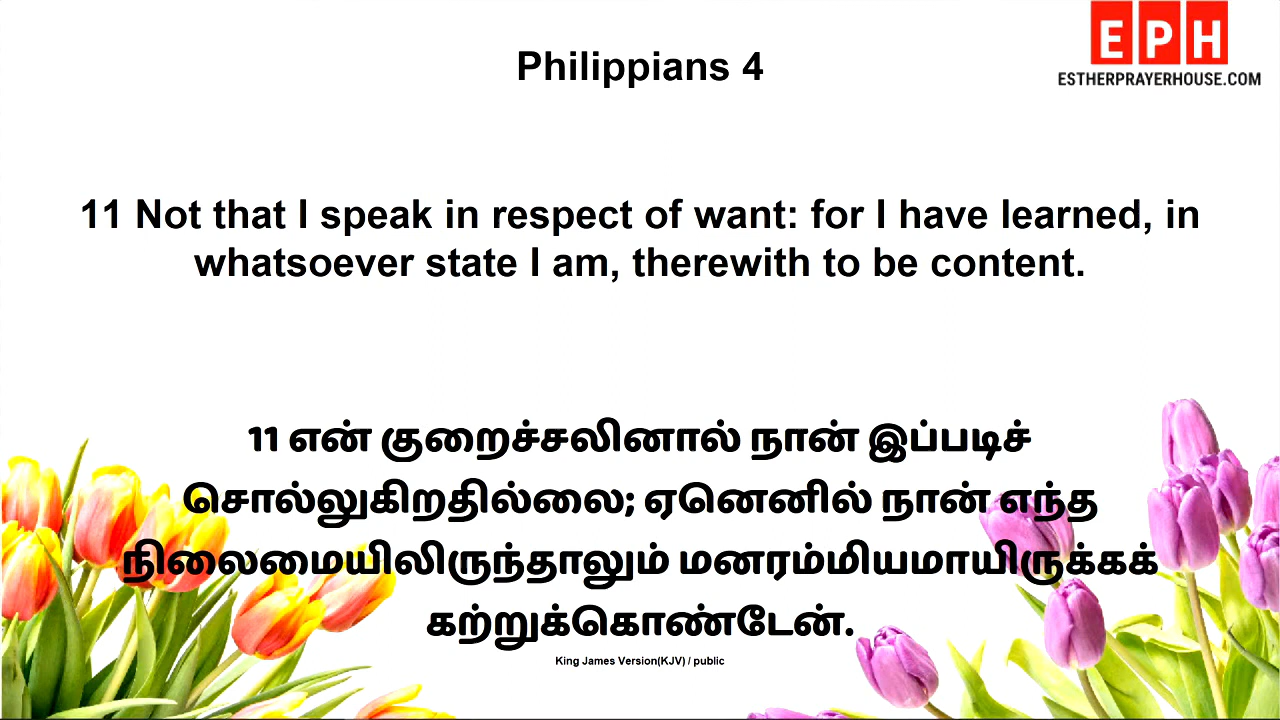 E P H
ESTHERPRAYERHOUSE.COM
Philippians 4
11 Not that I speak in respect of want: for I have learned, in
whatsoever state I am, therewith to be content.
11 என் குறைச்சலினால் நான் இப்படிச்
சொல்லுகிறதில்லை; ஏனெனில் நான் எந்த
நிலைமையிலிருந்தாலும் மனரம்மியமாயிருக்கக்
கற்றுக்கொண்டேன்.
King James Version(KJV) / public